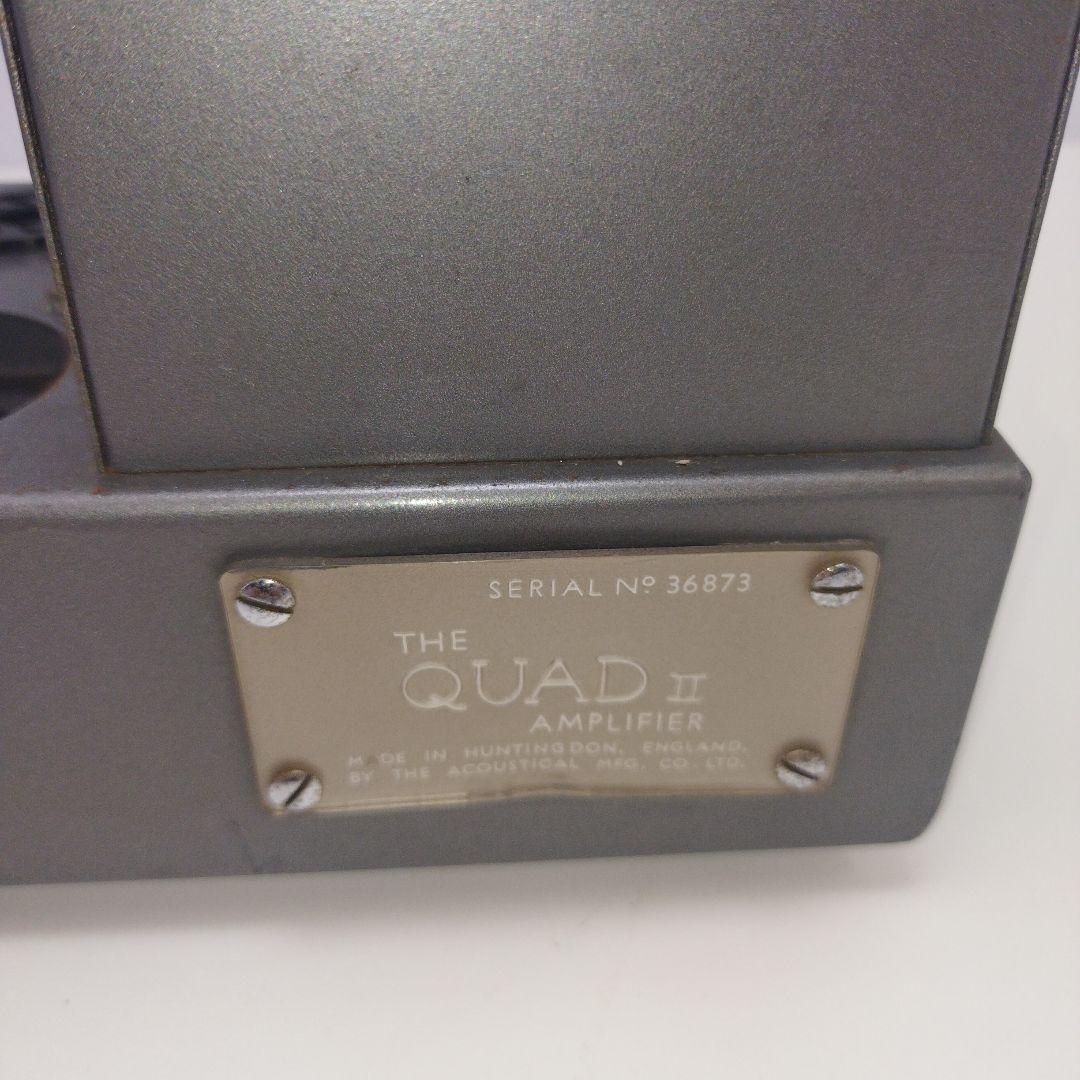 SERIAL Nº 36873
THE
QUAD II
AMPLIFIER
MADE IN HUNTINGDON, ENGLAND.
BY THE ACOUSTICAL MFG. CO. LTD.